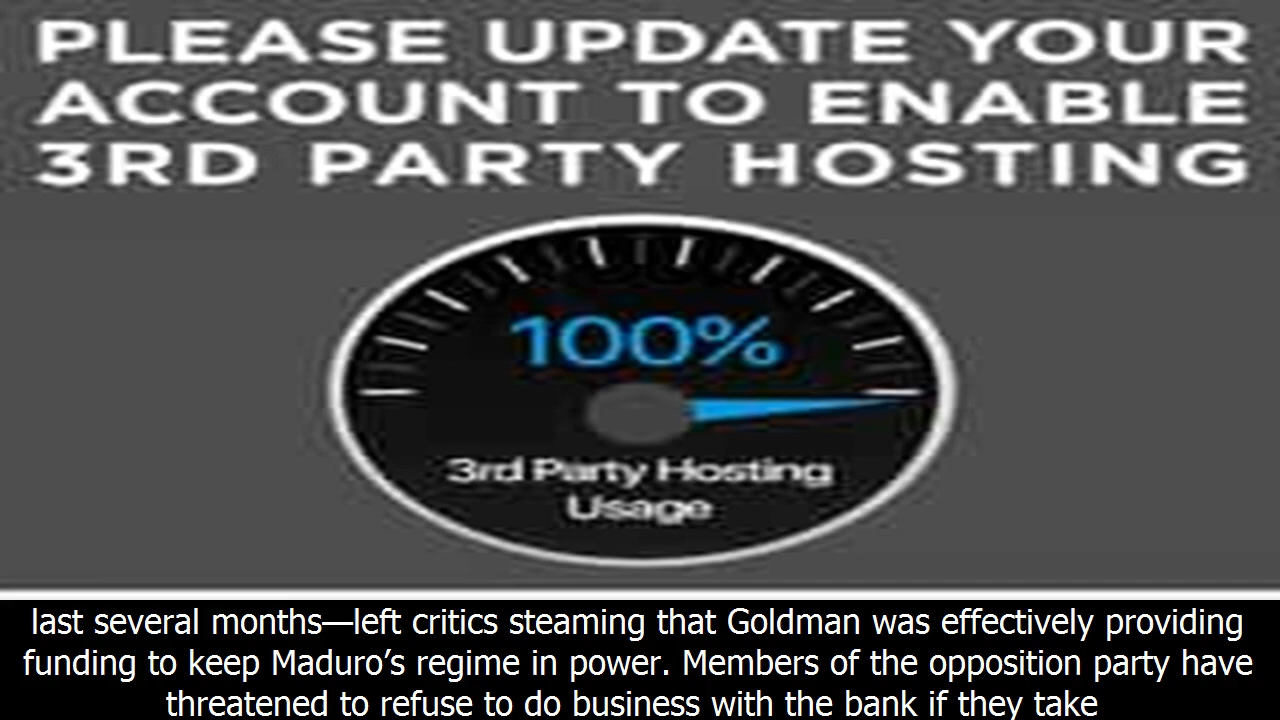 PLEASE UPDATE YOUR
ACCOUNT TO ENABLE
3RD PARTY HOSTING
100%
3rd Party Hosting
Usage
last several months—left critics steaming that Goldman was effectively providing
funding to keep Maduro’s regime in power. Members of the opposition party have
threatened to refuse to do business with the bank if they take